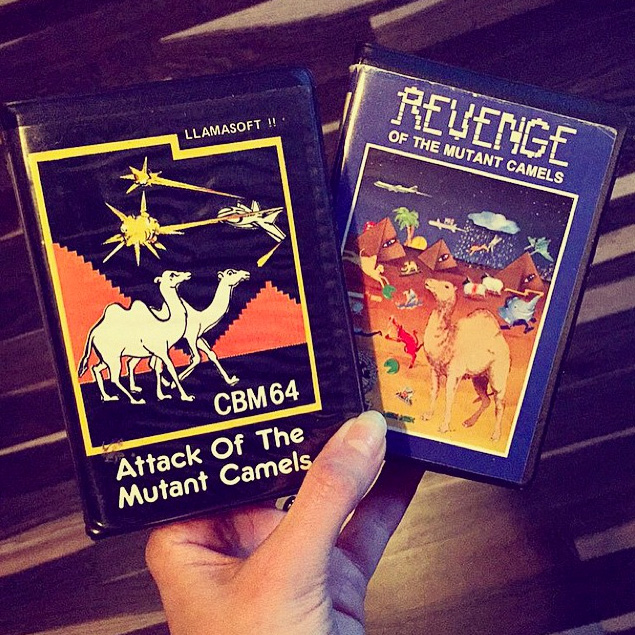 LLAMASOFT !!
CBM 64
Attack Of The
Mutant Camels
REVENGE
OF THE MUTANT CAMELS